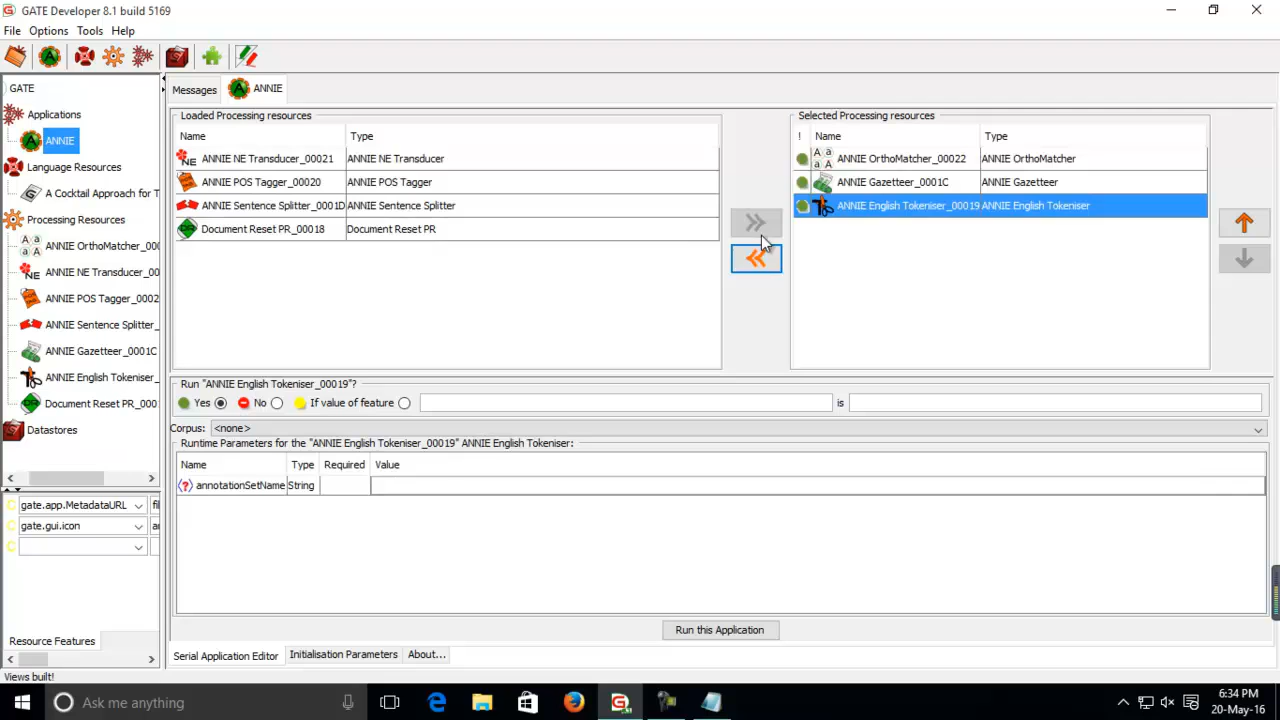 GATE Developer 8.1 build 5169
File Options Tools Help
GATE
Applications
ANNIE
Language Resources
A Cocktail Approach for T
Processing Resources
ANNIE OrthoMatcher_00
ANNIE NE Transducer_00
ANNIE POS Tagger_0002
ANNIE Sentence Splitter_
ANNIE Gazetteer_0001C
ANNIE English Tokeniser_
Document Reset PR_000
Datastores
gate.app.MetadataURL fil
gate.gui.icon
Resource Features
Views built!
Messages ANNIE
Loaded Processing resources
Name Type
ANNIE NE Transducer_00021 ANNIE NE Transducer
ANNIE POS Tagger_00020 ANNIE POS Tagger
ANNIE Sentence Splitter_0001D ANNIE Sentence Splitter
Document Reset PR_00018 Document Reset PR
Selected Processing resources
! Name Type
ANNIE OrthoMatcher_00022 ANNIE OrthoMatcher
ANNIE Gazetteer_0001C ANNIE Gazetteer
ANNIE English Tokeniser_00019 ANNIE English Tokeniser
Run "ANNIE English Tokeniser_00019"?
Yes No If value of feature is
Corpus: <none>
Runtime Parameters for the "ANNIE English Tokeniser_00019" ANNIE English Tokeniser:
Name Type Required Value
<?> annotationSetName String
Run this Application
Serial Application Editor Initialisation Parameters About...
Ask me anything
6:34 PM
20-May-16